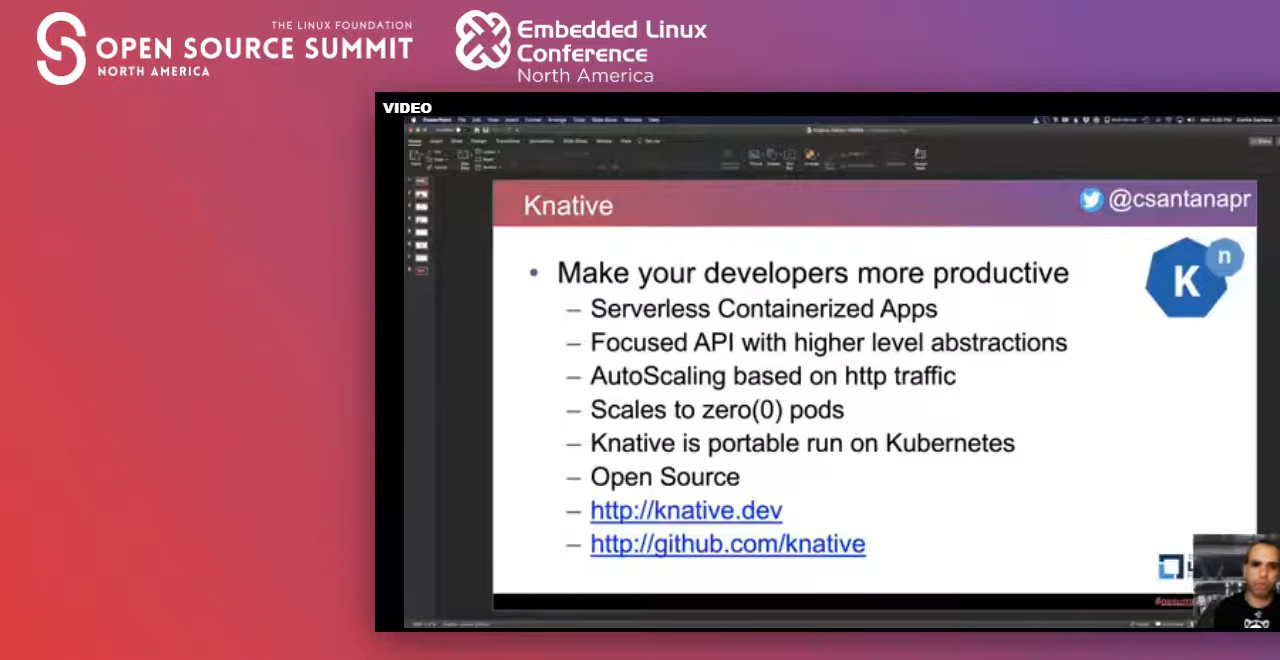 THE LINUX FOUNDATION
OPEN SOURCE SUMMIT
NORTH AMERICA
Embedded Linux
Conference
North America
VIDEO
Knative
@csantanapr
K
n
• Make your developers more productive
– Serverless Containerized Apps
– Focused API with higher level abstractions
– AutoScaling based on http traffic
– Scales to zero(0) pods
– Knative is portable run on Kubernetes
– Open Source
– http://knative.dev
– http://github.com/knative